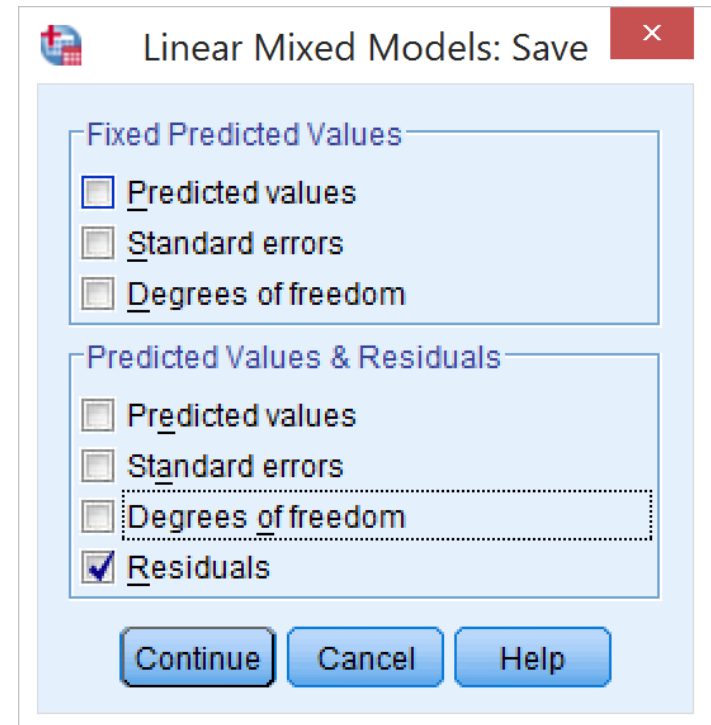 Linear Mixed Models: Save
Fixed Predicted Values
Predicted values
Standard errors
Degrees of freedom
Predicted Values & Residuals
Predicted values
Standard errors
Degrees of freedom
Residuals
Continue Cancel Help